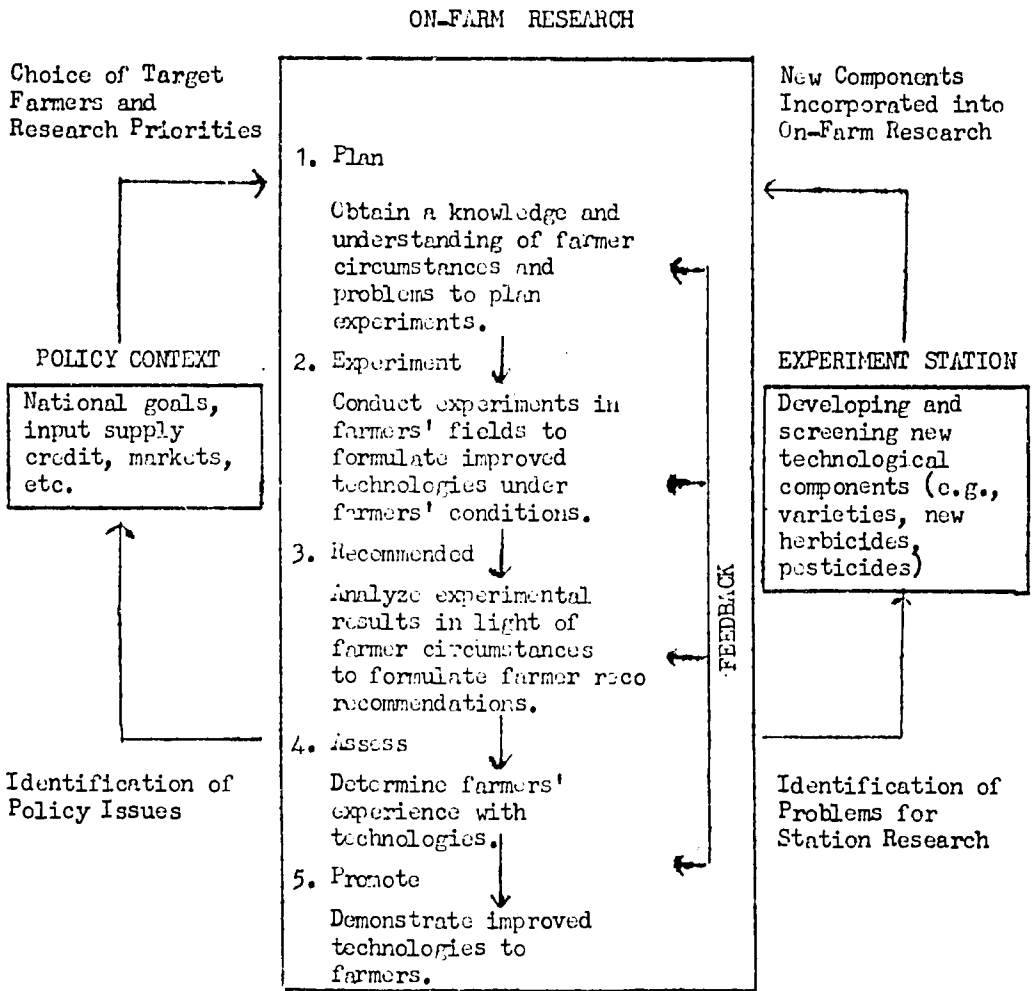 ON-FARM RESEARCH
Choice of Target
Farmers and
Research Priorities
New Components
Incorporated into
On-Farm Research
1. Plan
Obtain a knowledge and
understanding of farmer
circumstances and
problems to plan
experiments.
POLICY CONTEXT
National goals,
input supply
credit, markets,
etc.
2. Experiment
Conduct experiments in
farmers' fields to
formulate improved
technologies under
farmers' conditions.
3. Recommended
Analyze experimental
results in light of
farmer circumstances
to formulate farmer reco
recommendations.
4. Assess
Determine farmers'
experience with
technologies.
5. Promote
Demonstrate improved
technologies to
farmers.
FEEDBACK
EXPERIMENT STATION
Developing and
screening new
technological
components (e.g.,
varieties, new
herbicides,
pesticides)
Identification of
Policy Issues
Identification of
Problems for
Station Research